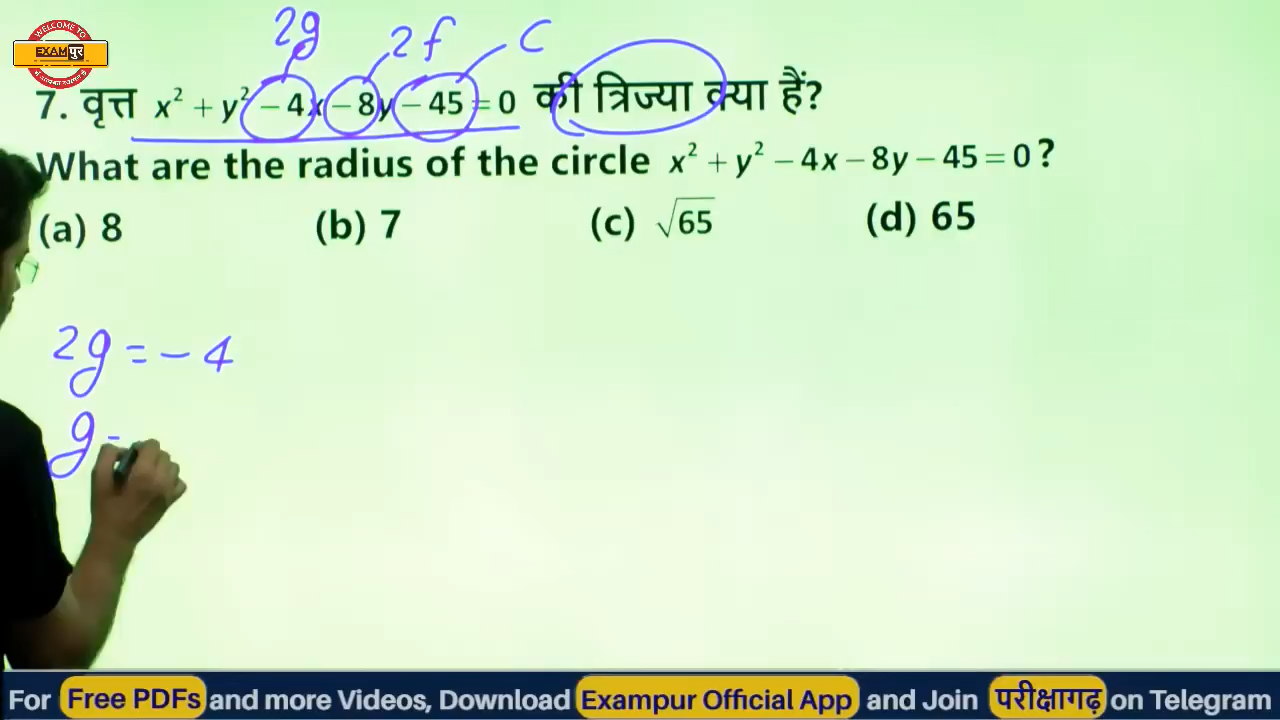 WELCOME TO
EXAMपुर
2g 2f c
7. वृत्त x² + y² − 4x − 8y − 45 = 0 की त्रिज्या क्या हैं?
What are the radius of the circle x² + y² − 4x − 8y − 45 = 0 ?
(a) 8 (b) 7 (c) √65 (d) 65
2g = − 4
g =
For Free PDFs and more Videos, Download Exampur Official App and Join परीक्षागढ़ on Telegram